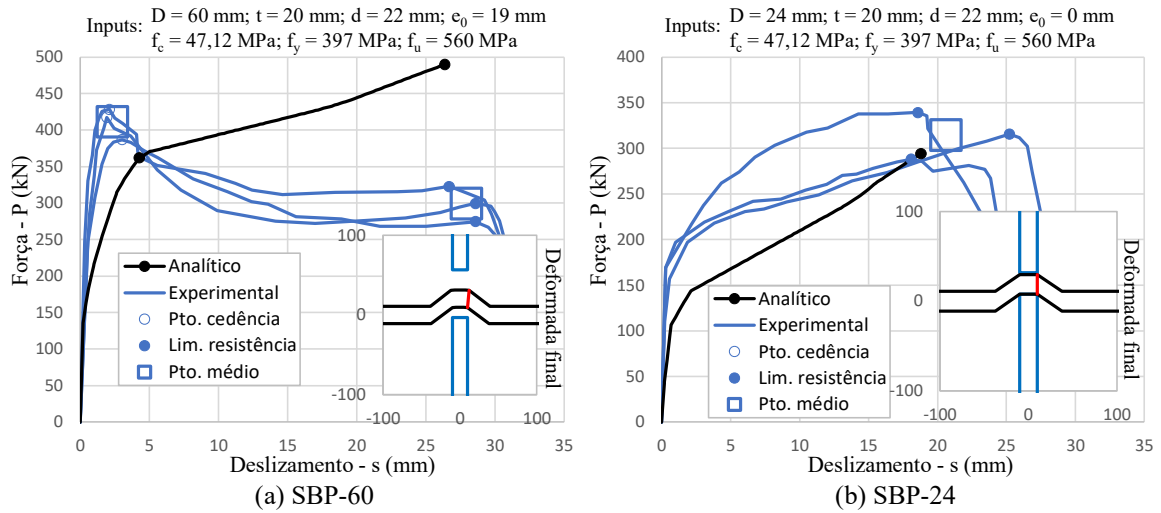 Inputs: D = 60 mm; t = 20 mm; d = 22 mm; e₀ = 19 mm
f_c = 47,12 MPa; f_y = 397 MPa; f_u = 560 MPa
Força - P (kN)
500
450
400
350
300
250
200
150
100
50
0
Analítico
Experimental
Pto. cedência
Lim. resistência
Pto. médio
100
0
-100
-100 0 100
Deformada final
0 5 10 15 20 25 30 35
Deslizamento - s (mm)
(a) SBP-60
Inputs: D = 24 mm; t = 20 mm; d = 22 mm; e₀ = 0 mm
f_c = 47,12 MPa; f_y = 397 MPa; f_u = 560 MPa
Força - P (kN)
400
350
300
250
200
150
100
50
0
Analítico
Experimental
Pto. cedência
Lim. resistência
Pto. médio
100
0
-100
-100 0 100
Deformada final
0 5 10 15 20 25 30 35
Deslizamento - s (mm)
(b) SBP-24